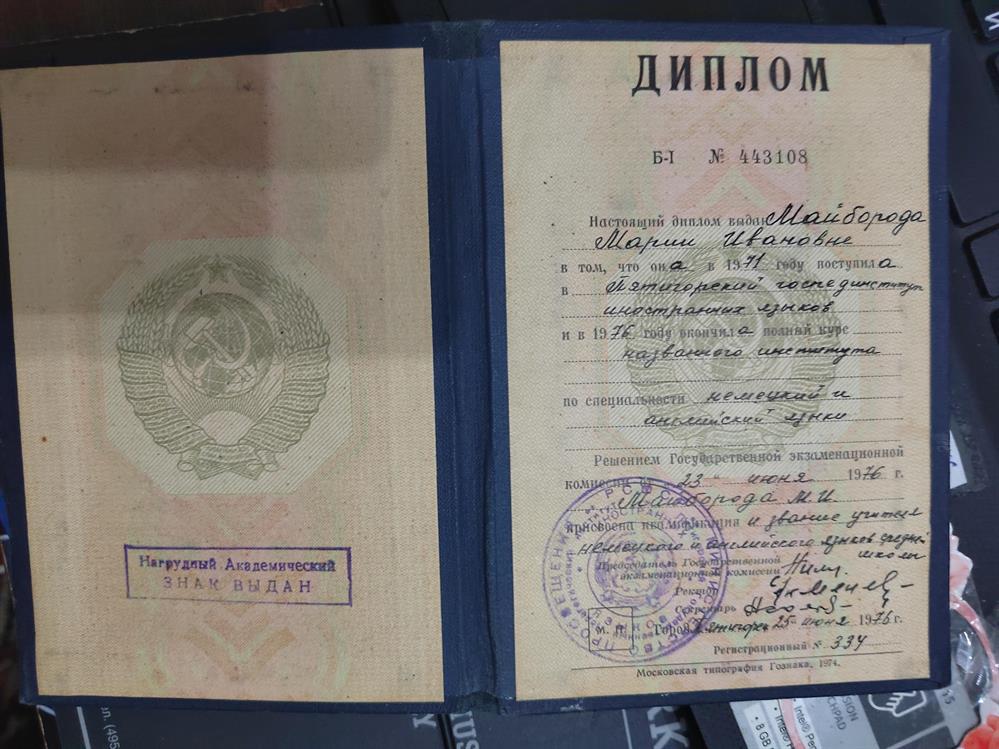 Нагрудный Академический
ЗНАК ВЫДАН
ДИПЛОМ
Б-I № 443108
Настоящий диплом выдан Майборода
Марии Ивановне
в том, что она в 1971 году поступила
в Пятигорский госпединститут
иностранных языков
и в 1976 году окончила полный курс
названного института
по специальности немецкий и
английский языки
Решением Государственной экзаменационной
комиссии от "23" июня 1976 г.
Майборода М.И.
присвоена квалификация и звание учителя
немецкого и английского языков средней
школы
Председатель Государственной
экзаменационной комиссии
Ректор
Секретарь
М. П.
Город Пятигорск 25 июня 1976 г.
Регистрационный № 334
Московская типография Гознака. 1974.